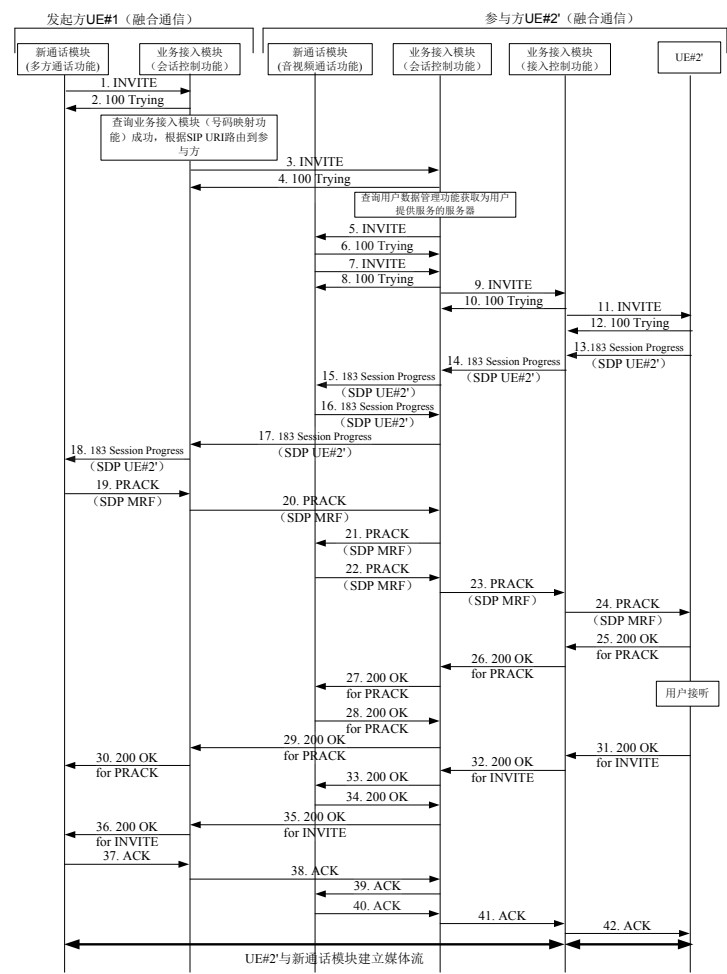 发起方UE#1（融合通信）
参与方UE#2'（融合通信）
新通话模块
(多方通话功能)
业务接入模块
（会话控制功能）
新通话模块
(音视频通话功能)
业务接入模块
（会话控制功能）
业务接入模块
（接入控制功能）
UE#2'
1. INVITE
2. 100 Trying
查询业务接入模块（号码映射功
能）成功，根据SIP URI路由到参
与方
3. INVITE
4. 100 Trying
查询用户数据管理功能获取为用户
提供服务的服务器
5. INVITE
6. 100 Trying
7. INVITE
8. 100 Trying
9. INVITE
10. 100 Trying
11. INVITE
12. 100 Trying
13.183 Session Progress
（SDP UE#2'）
14. 183 Session Progress
（SDP UE#2'）
15. 183 Session Progress
（SDP UE#2'）
16. 183 Session Progress
（SDP UE#2'）
17. 183 Session Progress
（SDP UE#2'）
18. 183 Session Progress
（SDP UE#2'）
19. PRACK
（SDP MRF）
20. PRACK
（SDP MRF）
21. PRACK
（SDP MRF）
22. PRACK
（SDP MRF）
23. PRACK
（SDP MRF）
24. PRACK
（SDP MRF）
25. 200 OK
for PRACK
26. 200 OK
for PRACK
27. 200 OK
for PRACK
用户接听
28. 200 OK
for PRACK
29. 200 OK
for PRACK
30. 200 OK
for PRACK
31. 200 OK
for INVITE
32. 200 OK
for INVITE
33. 200 OK
34. 200 OK
35. 200 OK
for INVITE
36. 200 OK
for INVITE
37. ACK
38. ACK
39. ACK
40. ACK
41. ACK
42. ACK
UE#2'与新通话模块建立媒体流